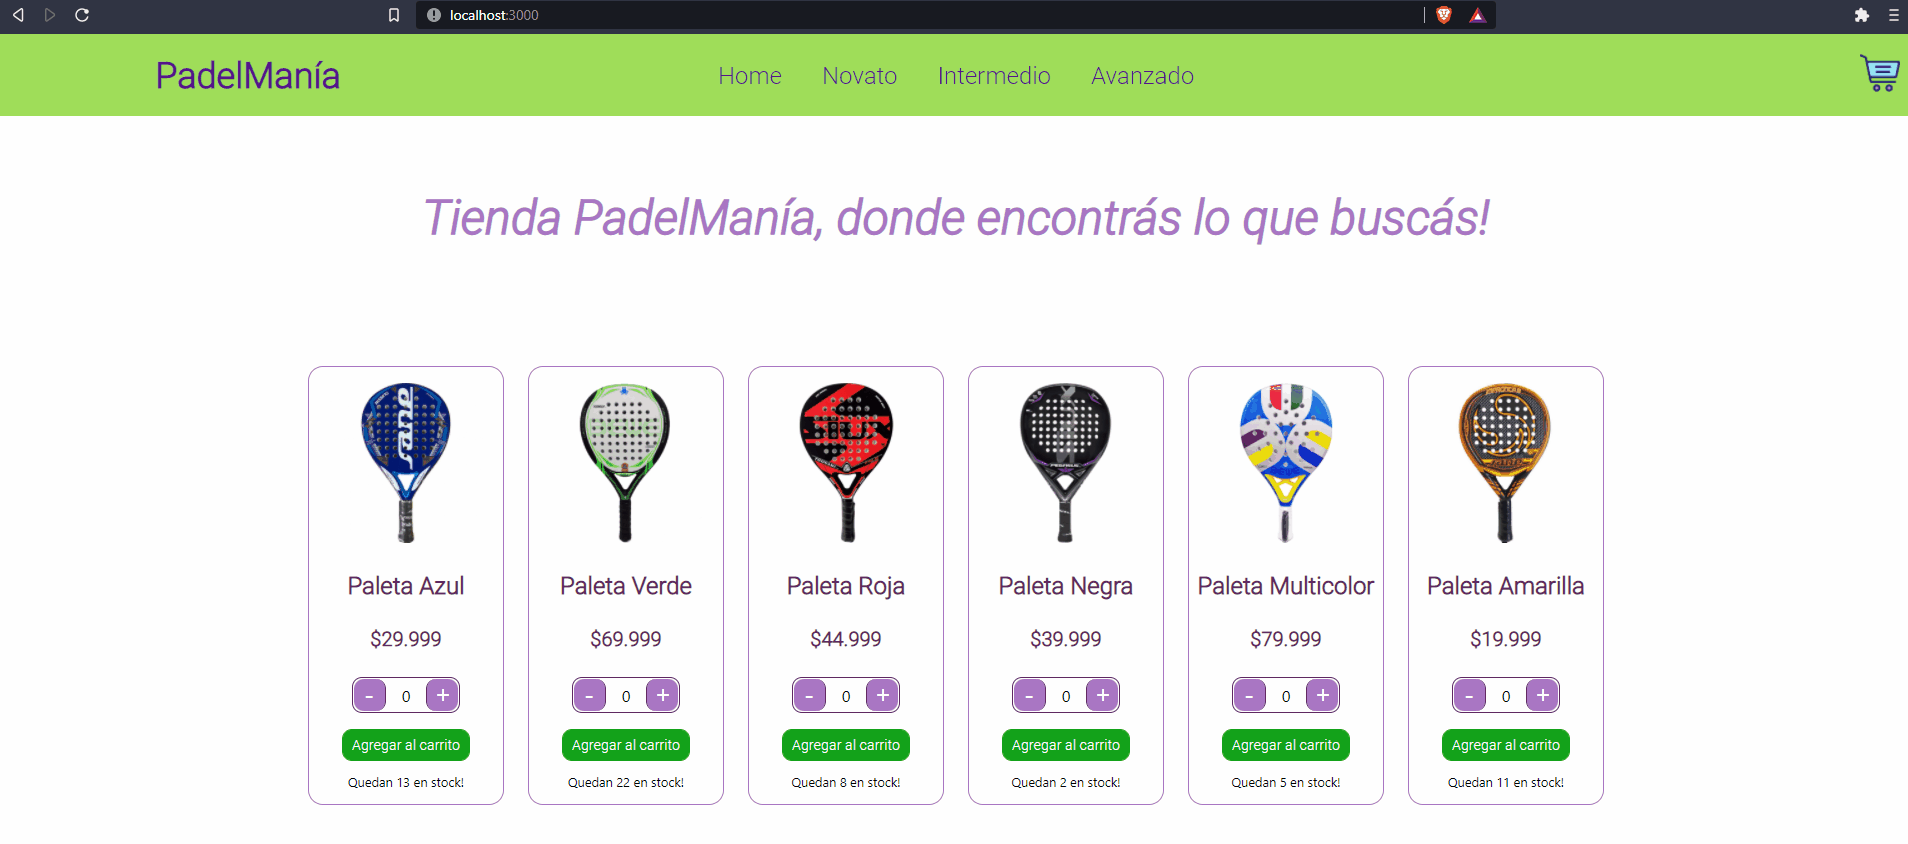 localhost:3000
PadelManía
Home Novato Intermedio Avanzado
Tienda PadelManía, donde encontrás lo que buscás!
Paleta Azul Paleta Verde Paleta Roja Paleta Negra Paleta Multicolor Paleta Amarilla
$29.999 $69.999 $44.999 $39.999 $79.999 $19.999
- 0 + - 0 + - 0 + - 0 + - 0 + - 0 +
Agregar al carrito Agregar al carrito Agregar al carrito Agregar al carrito Agregar al carrito Agregar al carrito
Quedan 13 en stock! Quedan 22 en stock! Quedan 8 en stock! Quedan 2 en stock! Quedan 5 en stock! Quedan 11 en stock!